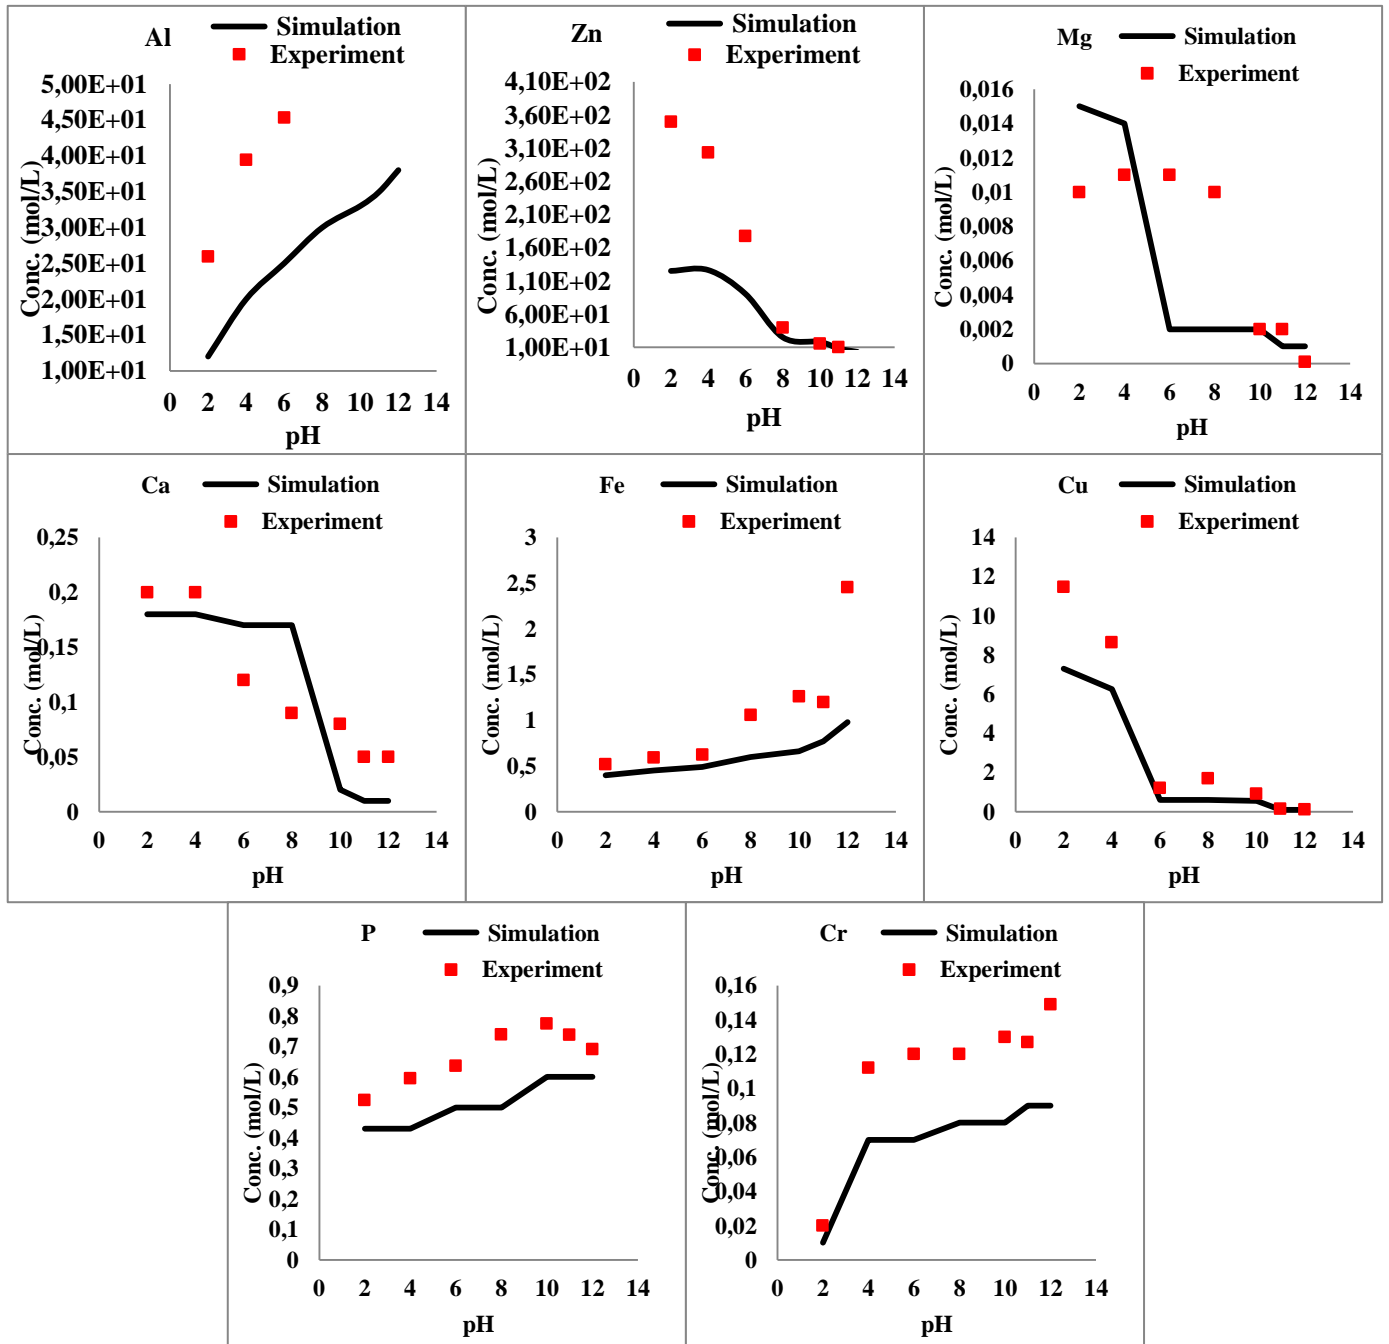 Al
Simulation
Experiment
5,00E+01
4,50E+01
4,00E+01
3,50E+01
3,00E+01
2,50E+01
2,00E+01
1,50E+01
1,00E+01
Conc. (mol/L)
0 2 4 6 8 10 12 14
pH
Zn
Simulation
Experiment
4,10E+02
3,60E+02
3,10E+02
2,60E+02
2,10E+02
1,60E+02
1,10E+02
6,00E+01
1,00E+01
Conc. (mol/L)
0 2 4 6 8 10 12 14
pH
Mg
Simulation
Experiment
0,016
0,014
0,012
0,01
0,008
0,006
0,004
0,002
0
Conc. (mol/L)
0 2 4 6 8 10 12 14
pH
Ca
Simulation
Experiment
0,25
0,2
0,15
0,1
0,05
0
Conc. (mol/L)
0 2 4 6 8 10 12 14
pH
Fe
Simulation
Experiment
3
2,5
2
1,5
1
0,5
0
Conc. (mol/L)
0 2 4 6 8 10 12 14
pH
Cu
Simulation
Experiment
14
12
10
8
6
4
2
0
Conc. (mol/L)
0 2 4 6 8 10 12 14
pH
P
Simulation
Experiment
0,9
0,8
0,7
0,6
0,5
0,4
0,3
0,2
0,1
0
Conc. (mol/L)
0 2 4 6 8 10 12 14
pH
Cr
Simulation
Experiment
0,16
0,14
0,12
0,1
0,08
0,06
0,04
0,02
0
Conc. (mol/L)
0 2 4 6 8 10 12 14
pH